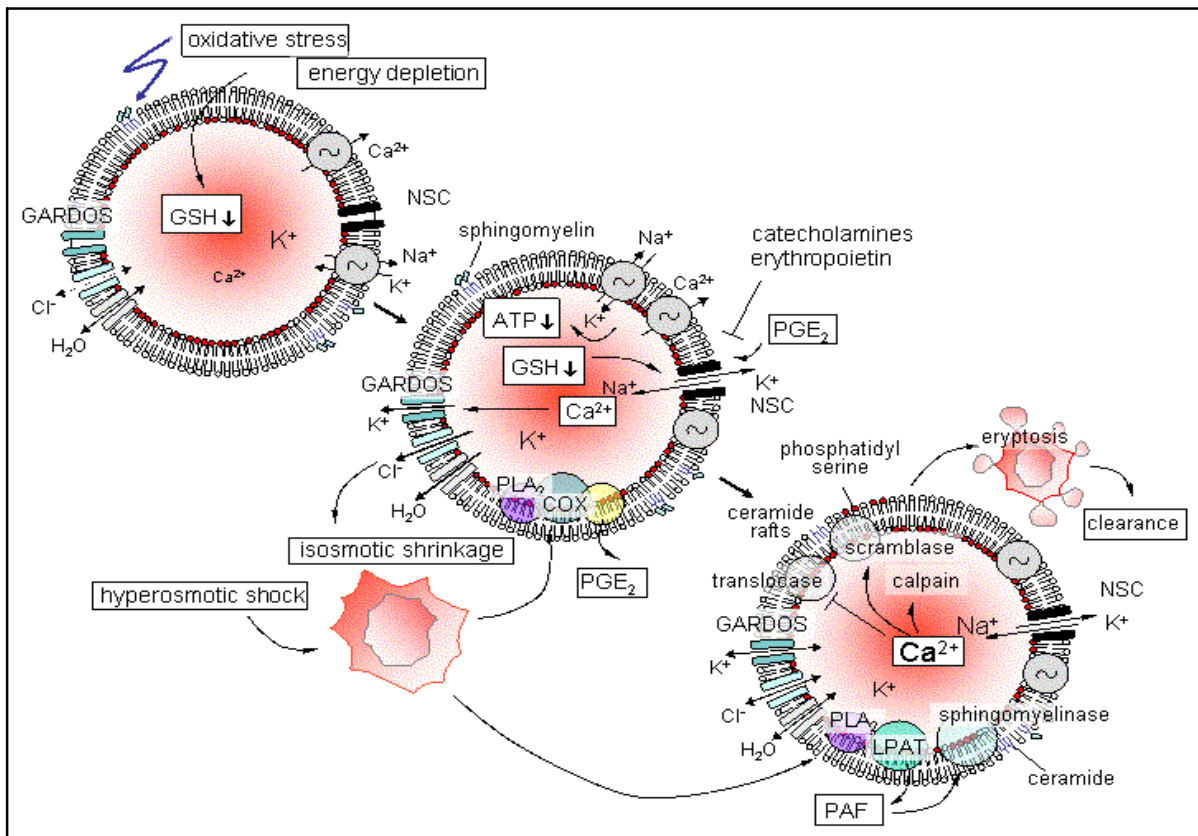 oxidative stress
energy depletion
Ca²⁺
NSC
GARDOS
GSH↓
K⁺
Ca²⁺
Na⁺
K⁺
Cl⁻
H₂O
sphingomyelin
Na⁺
Ca²⁺
catecholamines
erythropoietin
ATP↓
K⁺
PGE₂
GSH↓
GARDOS
Na⁺
K⁺
NSC
K⁺
Ca²⁺
K⁺
Cl⁻
H₂O
PLA₂
COX
PGE₂
isosmotic shrinkage
hyperosmotic shock
phosphatidyl
serine
eryptosis
clearance
ceramide
rafts
scramblase
translocase
calpain
NSC
GARDOS
Na⁺
K⁺
Ca²⁺
K⁺
K⁺
Cl⁻
H₂O
PLA₂
LPAT
sphingomyelinase
ceramide
PAF